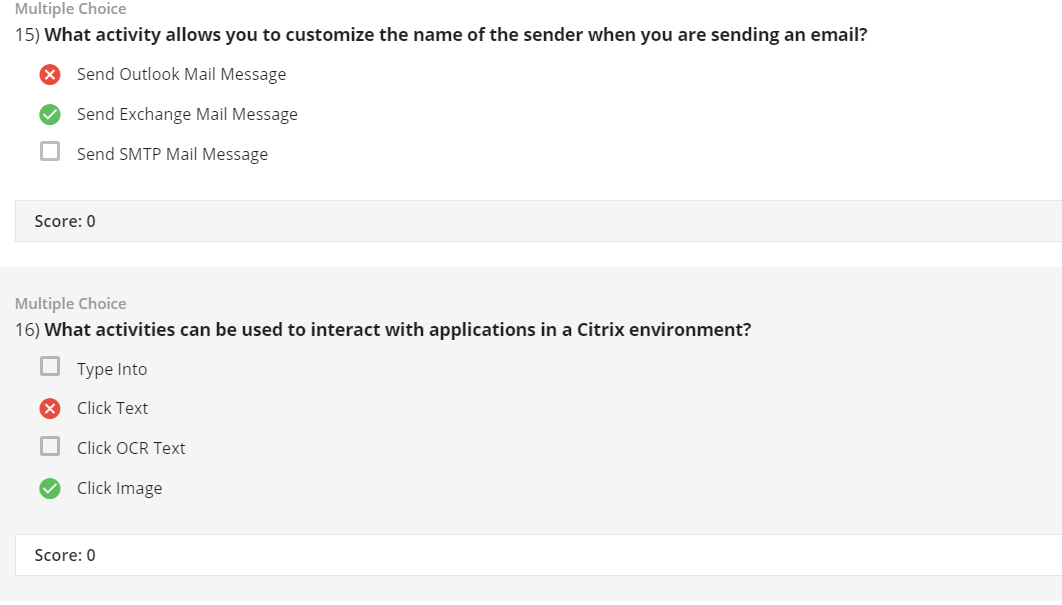 Multiple Choice
15) What activity allows you to customize the name of the sender when you are sending an email?
Send Outlook Mail Message
Send Exchange Mail Message
Send SMTP Mail Message
Score: 0
Multiple Choice
16) What activities can be used to interact with applications in a Citrix environment?
Type Into
Click Text
Click OCR Text
Click Image
Score: 0